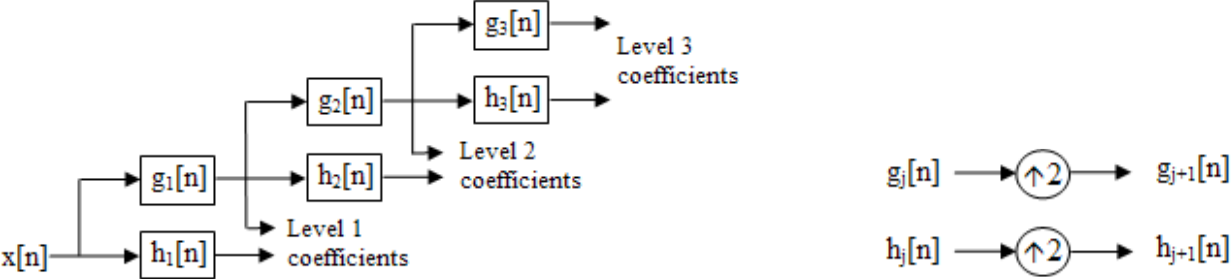 g₃[n]
Level 3
coefficients
g₂[n]
h₃[n]
Level 2
coefficients
g₁[n]
h₂[n]
Level 1
coefficients
x[n]
h₁[n]
gⱼ[n] ↑2 gⱼ₊₁[n]
hⱼ[n] ↑2 hⱼ₊₁[n]